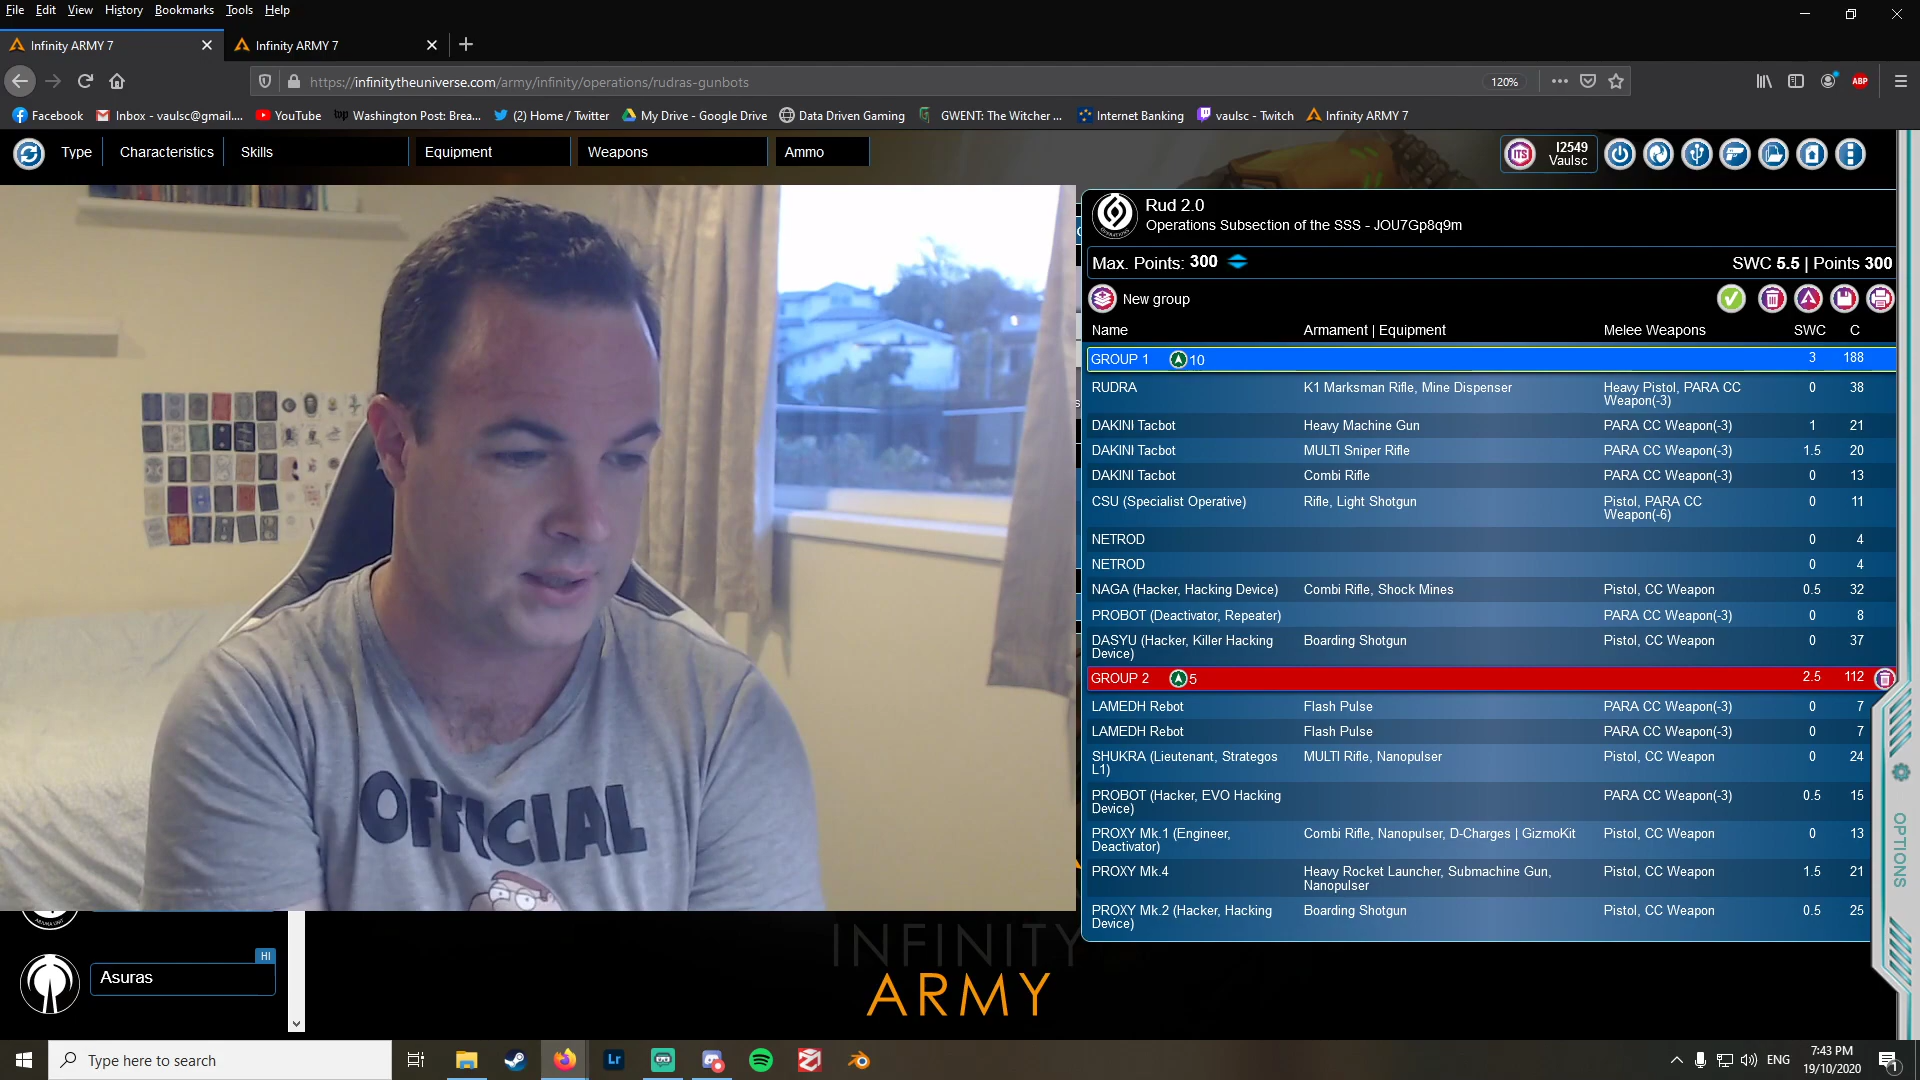 File Edit View History Bookmarks Tools Help
Infinity ARMY 7
Infinity ARMY 7
https://infinitytheuniverse.com/army/infinity/operations/rudras-gunbots
120%
ABP
Facebook
Inbox - vaulsc@gmail....
YouTube
Washington Post: Brea...
(2) Home / Twitter
My Drive - Google Drive
Data Driven Gaming
GWENT: The Witcher ...
Internet Banking
vaulsc - Twitch
Infinity ARMY 7
Type Characteristics Skills Equipment Weapons Ammo
ITS
I2549
Vaulsc
Rud 2.0
Operations Subsection of the SSS - JOU7Gp8q9m
Max. Points: 300
SWC 5.5 | Points 300
New group
Name Armament | Equipment Melee Weapons SWC C
GROUP 1 10 3 188
RUDRA K1 Marksman Rifle, Mine Dispenser Heavy Pistol, PARA CC 0 38
Weapon(-3)
DAKINI Tacbot Heavy Machine Gun PARA CC Weapon(-3) 1 21
DAKINI Tacbot MULTI Sniper Rifle PARA CC Weapon(-3) 1.5 20
DAKINI Tacbot Combi Rifle PARA CC Weapon(-3) 0 13
CSU (Specialist Operative) Rifle, Light Shotgun Pistol, PARA CC 0 11
Weapon(-6)
NETROD 0 4
NETROD 0 4
NAGA (Hacker, Hacking Device) Combi Rifle, Shock Mines Pistol, CC Weapon 0.5 32
PROBOT (Deactivator, Repeater) PARA CC Weapon(-3) 0 8
DASYU (Hacker, Killer Hacking Boarding Shotgun Pistol, CC Weapon 0 37
Device)
GROUP 2 5 2.5 112
LAMEDH Rebot Flash Pulse PARA CC Weapon(-3) 0 7
LAMEDH Rebot Flash Pulse PARA CC Weapon(-3) 0 7
SHUKRA (Lieutenant, Strategos MULTI Rifle, Nanopulser Pistol, CC Weapon 0 24
L1)
PROBOT (Hacker, EVO Hacking PARA CC Weapon(-3) 0.5 15
Device)
PROXY Mk.1 (Engineer, Combi Rifle, Nanopulser, D-Charges | GizmoKit Pistol, CC Weapon 0 13
Deactivator)
PROXY Mk.4 Heavy Rocket Launcher, Submachine Gun, Pistol, CC Weapon 1.5 21
Nanopulser
PROXY Mk.2 (Hacker, Hacking Boarding Shotgun Pistol, CC Weapon 0.5 25
Device)
OPTIONS
OFFICIAL
HI
Asuras
INFINITY
ARMY
Type here to search
Lr
ENG
7:43 PM
19/10/2020
1